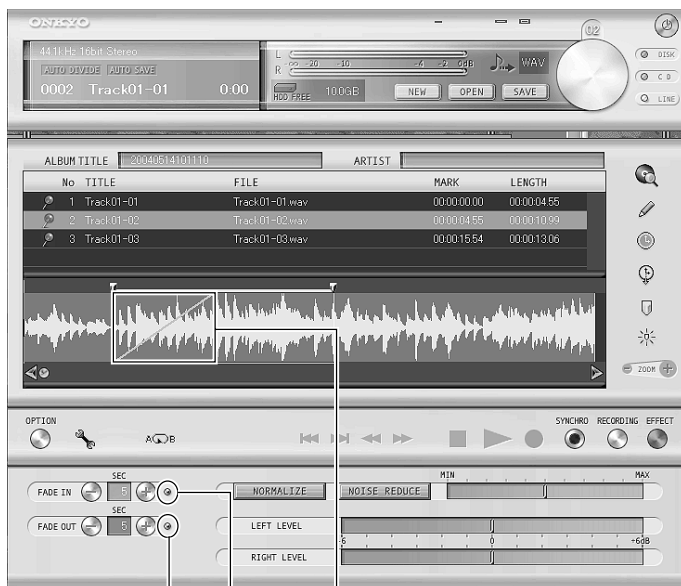 ONKYO
02
44.1kHz 16bit Stereo
AUTO DIVIDE AUTO SAVE
0002 Track01-01 0:00
L
R
-∞ -20 -10 -4 -2 0dB
WAV
HDD FREE 100GB
NEW OPEN SAVE
DISK
CD
LINE
ALBUM TITLE 20040514101110 ARTIST
No TITLE FILE MARK LENGTH
1 Track01-01 Track01-01.wav 00:00:00.00 00:00:04.55
2 Track01-02 Track01-02.wav 00:00:04.55 00:00:10.99
3 Track01-03 Track01-03.wav 00:00:15.54 00:00:13.06
ZOOM
OPTION
A B
SYNCHRO RECORDING EFFECT
SEC
FADE IN 5
SEC
FADE OUT 5
NORMALIZE NOISE REDUCE
MIN MAX
LEFT LEVEL
-6 0 +6dB
RIGHT LEVEL